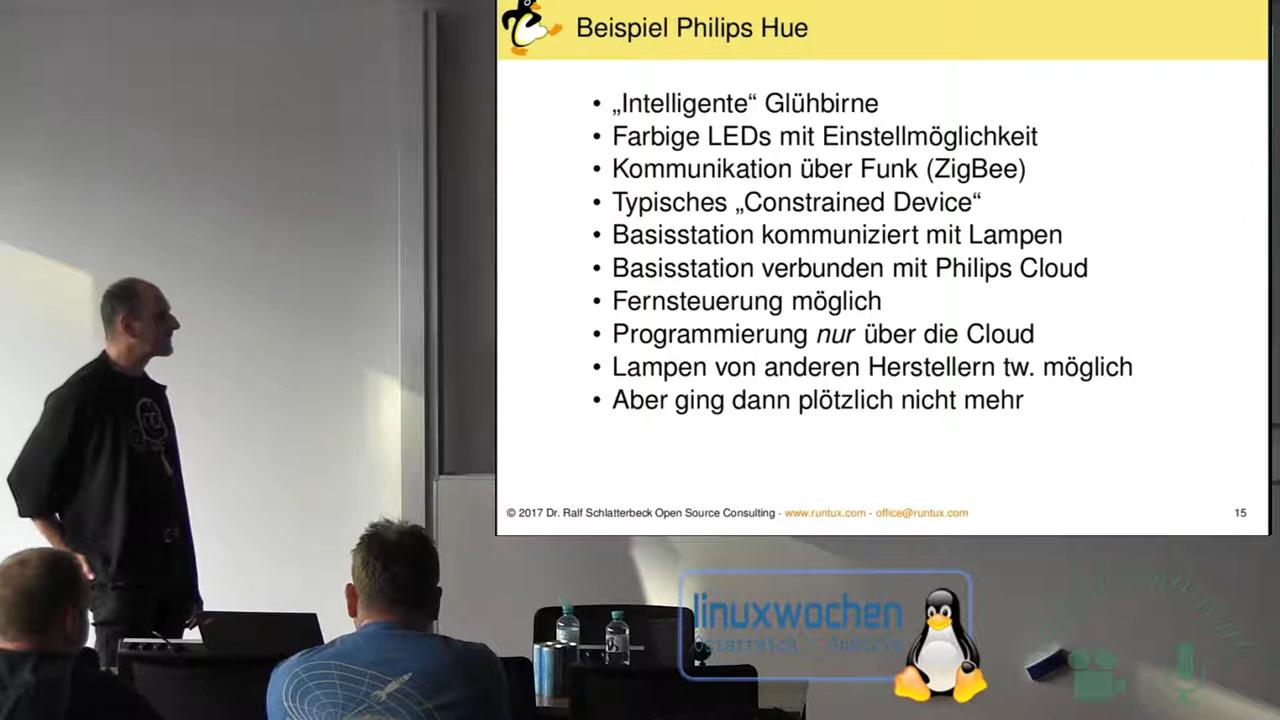 Beispiel Philips Hue
• „Intelligente“ Glühbirne
• Farbige LEDs mit Einstellmöglichkeit
• Kommunikation über Funk (ZigBee)
• Typisches „Constrained Device“
• Basisstation kommuniziert mit Lampen
• Basisstation verbunden mit Philips Cloud
• Fernsteuerung möglich
• Programmierung nur über die Cloud
• Lampen von anderen Herstellern tw. möglich
• Aber ging dann plötzlich nicht mehr
© 2017 Dr. Ralf Schlatterbeck Open Source Consulting · www.runtux.com · office@runtux.com 15
linuxwochen
österreich - austria